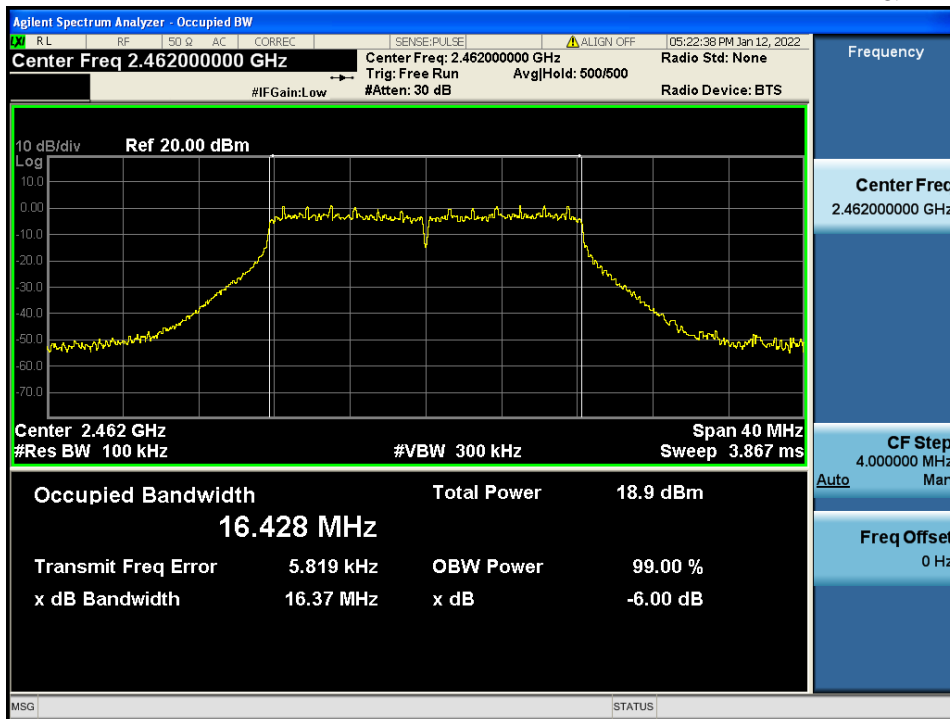 Agilent Spectrum Analyzer - Occupied BW
LXI RL RF 50 Ω AC CORREC SENSE:PULSE ALIGN OFF 05:22:38 PM Jan 12, 2022
Center Freq 2.462000000 GHz
Center Freq: 2.462000000 GHz
Radio Std: None
Trig: Free Run Avg|Hold: 500/500
#IFGain:Low
#Atten: 30 dB
Radio Device: BTS
10 dB/div Ref 20.00 dBm
Log
10.0
0.00
-10.0
-20.0
-30.0
-40.0
-50.0
-60.0
-70.0
Center 2.462 GHz Span 40 MHz
#Res BW 100 kHz #VBW 300 kHz Sweep 3.867 ms
Occupied Bandwidth Total Power 18.9 dBm
16.428 MHz
Transmit Freq Error 5.819 kHz OBW Power 99.00 %
x dB Bandwidth 16.37 MHz x dB -6.00 dB
MSG STATUS
Frequency
Center Freq
2.462000000 GHz
CF Step
4.000000 MHz
Auto Man
Freq Offset
0 Hz